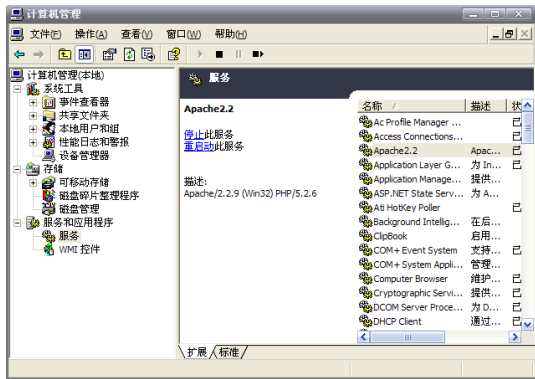 计算机管理
文件(F) 操作(A) 查看(V) 窗口(W) 帮助(H)
计算机管理(本地)
系统工具
事件查看器
共享文件夹
本地用户和组
性能日志和警报
设备管理器
存储
可移动存储
磁盘碎片整理程序
磁盘管理
服务和应用程序
服务
WMI 控件
服务
Apache2.2
停止此服务
重启动此服务
描述:
Apache/2.2.9 (Win32) PHP/5.2.6
名称 描述 状
Ac Profile Manager ... 已
Access Connections... 已
Apache2.2 Apac... 已
Application Layer G... 为 In... 已
Application Manage... 提供...
ASP.NET State Serv... 为 A...
Ati HotKey Poller 已
Background Intellig... 在后...
ClipBook 启用...
COM+ Event System 支持... 已
COM+ System Appli... 管理...
Computer Browser 维护... 已
Cryptographic Servi... 提供... 已
DCOM Server Proce... 为 D... 已
DHCP Client 通过... 已
扩展 标准